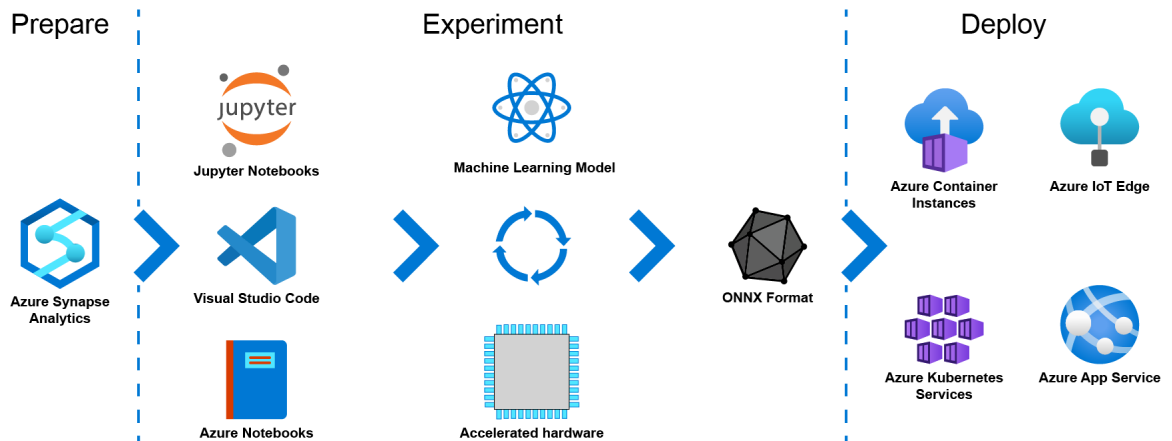 Prepare
Experiment
Deploy
jupyter
Jupyter Notebooks
Machine Learning Model
Azure Container
Instances
Azure IoT Edge
Azure Synapse
Analytics
Visual Studio Code
ONNX Format
Azure Kubernetes
Services
Azure App Service
Azure Notebooks
Accelerated hardware